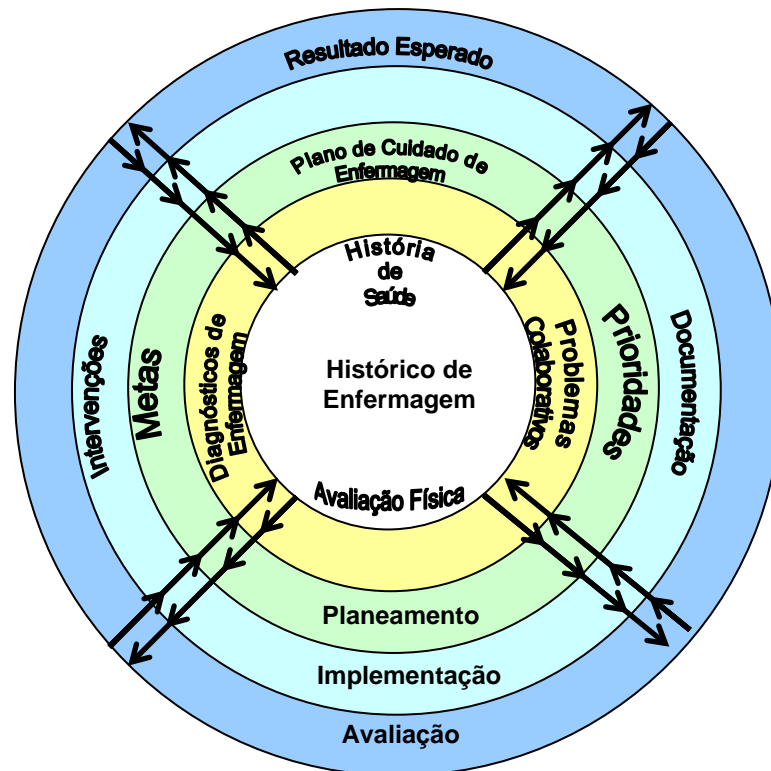 Resultado Esperado
Plano de Cuidado de
Enfermagem
História
de
Saúde
Histórico de
Enfermagem
Avaliação Física
Intervenções
Metas
Diagnósticos de
Enfermagem
Problemas
Colaborativos
Prioridades
Documentação
Planeamento
Implementação
Avaliação